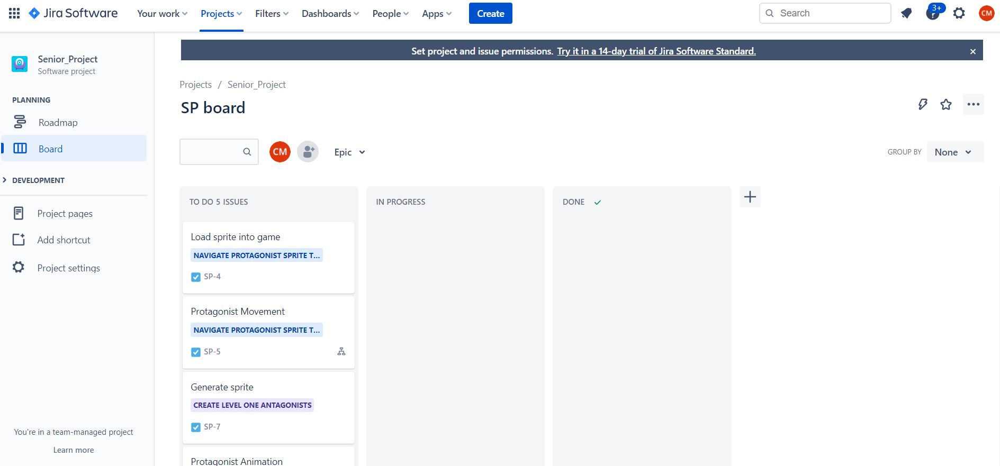 Jira Software Your work Projects Filters Dashboards People Apps Create Search 3+ CM
Set project and issue permissions. Try it in a 14-day trial of Jira Software Standard.
Senior_Project
Software project
PLANNING
Roadmap
Board
DEVELOPMENT
Project pages
Add shortcut
Project settings
You're in a team-managed project
Learn more
Projects / Senior_Project
SP board
CM Epic GROUP BY None
TO DO 5 ISSUES
Load sprite into game
NAVIGATE PROTAGONIST SPRITE T...
SP-4
Protagonist Movement
NAVIGATE PROTAGONIST SPRITE T...
SP-5
Generate sprite
CREATE LEVEL ONE ANTAGONISTS
SP-7
Protagonist Animation
IN PROGRESS
DONE